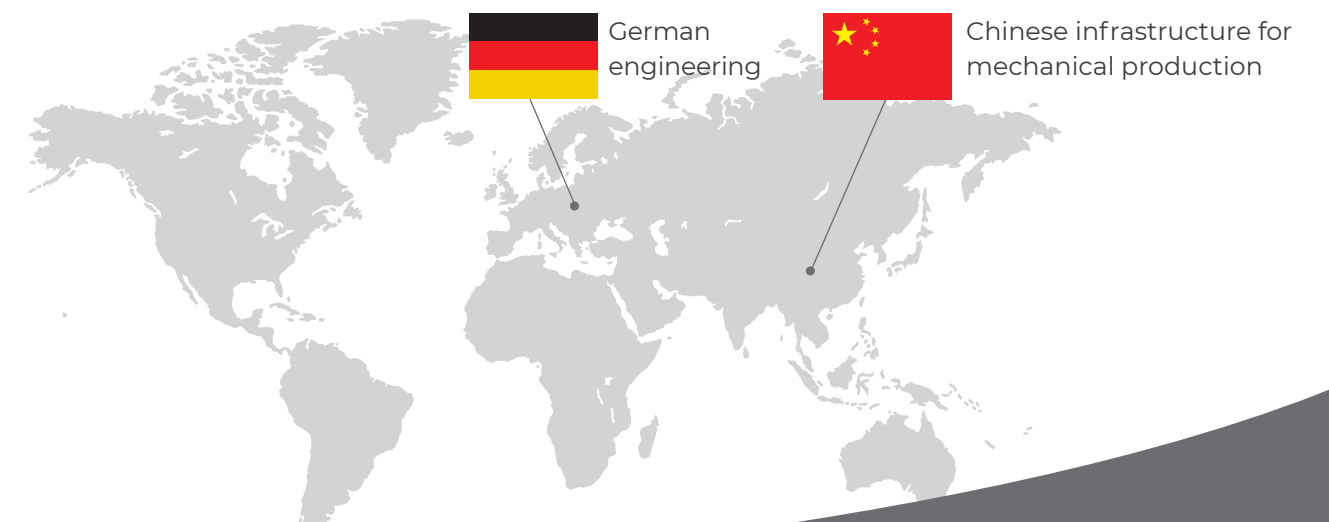 German
engineering
Chinese infrastructure for
mechanical production